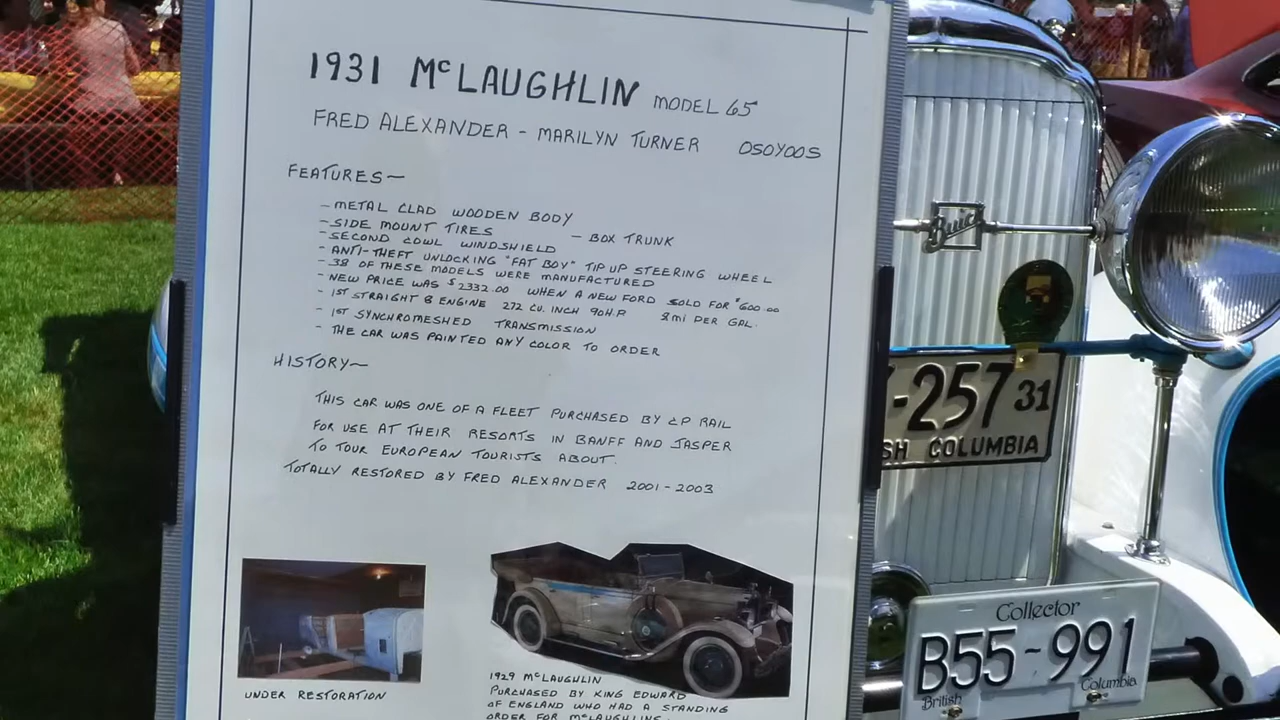 1931 McLAUGHLIN MODEL 65
FRED ALEXANDER - MARILYN TURNER OSOYOOS
FEATURES~
- METAL CLAD WOODEN BODY
- SIDE MOUNT TIRES - BOX TRUNK
- SECOND COWL WINDSHIELD
- ANTI-THEFT UNLOCKING "FAT BOY" TIP UP STEERING WHEEL
- 38 OF THESE MODELS WERE MANUFACTURED
- NEW PRICE WAS $2332.00 WHEN A NEW FORD SOLD FOR $600.00
- 1ST STRAIGHT 8 ENGINE 272 CU. INCH 90H.P 8MI PER GAL.
- 1ST SYNCHROMESHED TRANSMISSION
- THE CAR WAS PAINTED ANY COLOR TO ORDER
HISTORY~
THIS CAR WAS ONE OF A FLEET PURCHASED BY CP RAIL
FOR USE AT THEIR RESORTS IN BANFF AND JASPER
TO TOUR EUROPEAN TOURISTS ABOUT.
TOTALLY RESTORED BY FRED ALEXANDER 2001-2003
UNDER RESTORATION
1929 McLAUGHLIN
PURCHASED BY KING EDWARD
OF ENGLAND WHO HAD A STANDING
ORDER FOR McLAUGHLINS.
Buick
-257 31
SH COLUMBIA
Collector
B55-991
British Columbia